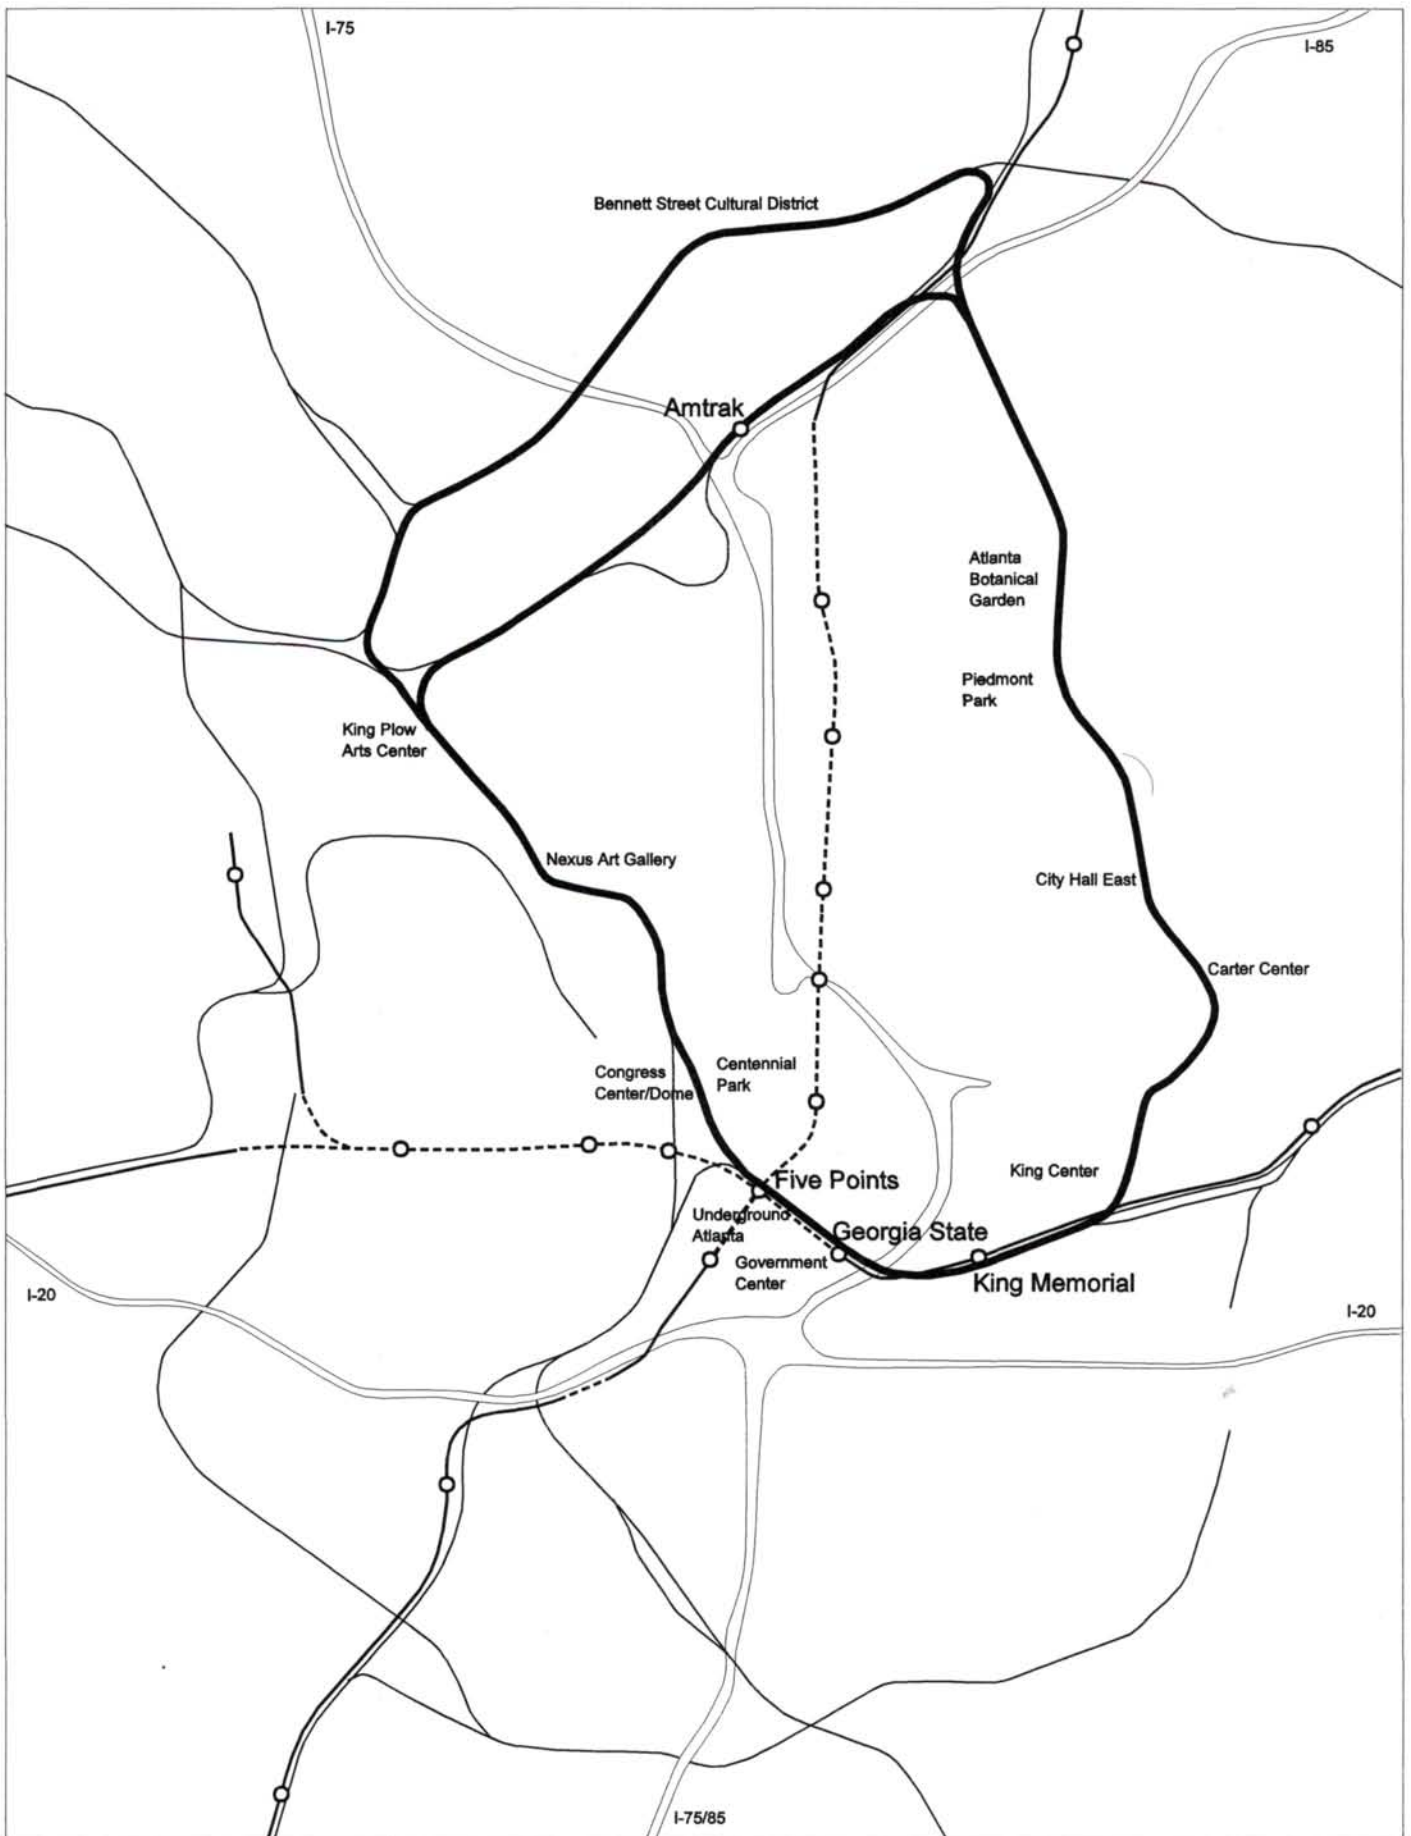 I-75
I-85
Bennett Street Cultural District
Amtrak
Atlanta
Botanical
Garden
Piedmont
Park
King Plow
Arts Center
Nexus Art Gallery
City Hall East
Carter Center
Congress
Center/Dome
Centennial
Park
King Center
Five Points
Underground
Atlanta
Georgia State
Government
Center
King Memorial
I-20
I-20
I-75/85